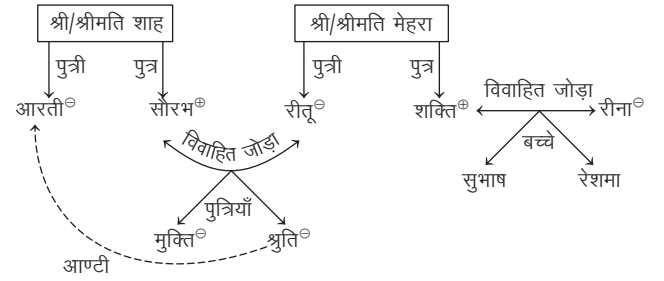 श्री/श्रीमति शाह श्री/श्रीमति मेहरा
पुत्री पुत्र पुत्री पुत्र
आरती⊖ सौरभ⊕ रीतू⊖ शक्ति⊕ विवाहित जोड़ा रीना⊖
विवाहित जोड़ा बच्चे
सुभाष रेशमा
पुत्रियाँ
मुक्ति⊖ श्रुति⊖
आण्टी